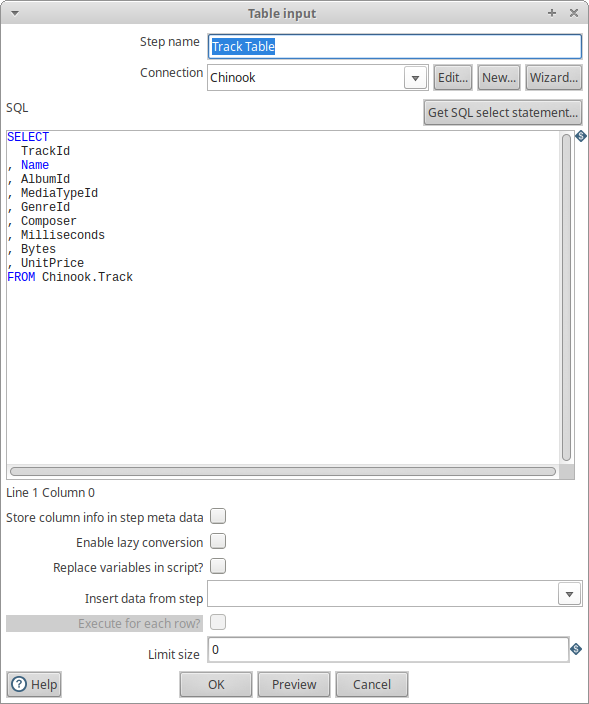 Table input
Step name Track Table
Connection Chinook Edit... New... Wizard...
SQL Get SQL select statement...
SELECT
  TrackId
, Name
, AlbumId
, MediaTypeId
, GenreId
, Composer
, Milliseconds
, Bytes
, UnitPrice
FROM Chinook.Track
Line 1 Column 0
Store column info in step meta data
Enable lazy conversion
Replace variables in script?
Insert data from step
Execute for each row?
Limit size 0
Help OK Preview Cancel